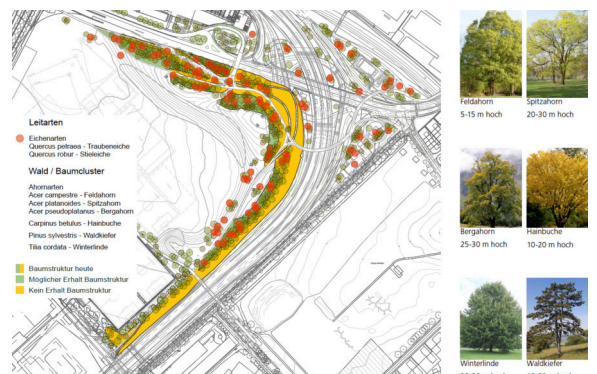 Leitarten
Eichenarten
Quercus petraea - Traubeneiche
Quercus robur - Stieleiche
Wald / Baumcluster
Ahornarten
Acer campestre - Feldahorn
Acer platanoides - Spitzahorn
Acer pseudoplatanus - Bergahorn
Carpinus betulus - Hainbuche
Pinus sylvestris - Waldkiefer
Tilia cordata - Winterlinde
Baumstruktur heute
Möglicher Erhalt Baumstruktur
Kein Erhalt Baumstruktur
Feldahorn
5-15 m hoch
Spitzahorn
20-30 m hoch
Bergahorn
25-30 m hoch
Hainbuche
10-20 m hoch
Winterlinde
Waldkiefer